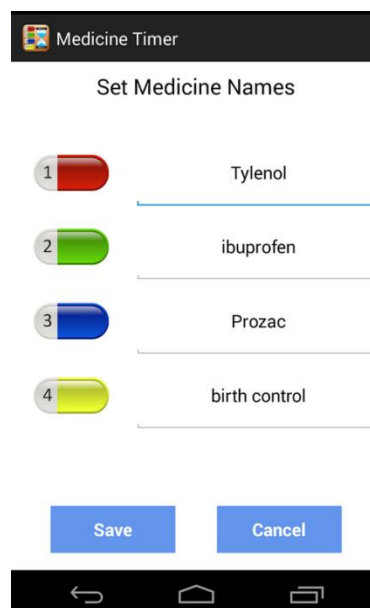 Medicine Timer
Set Medicine Names
1 Tylenol
2 ibuprofen
3 Prozac
4 birth control
Save Cancel